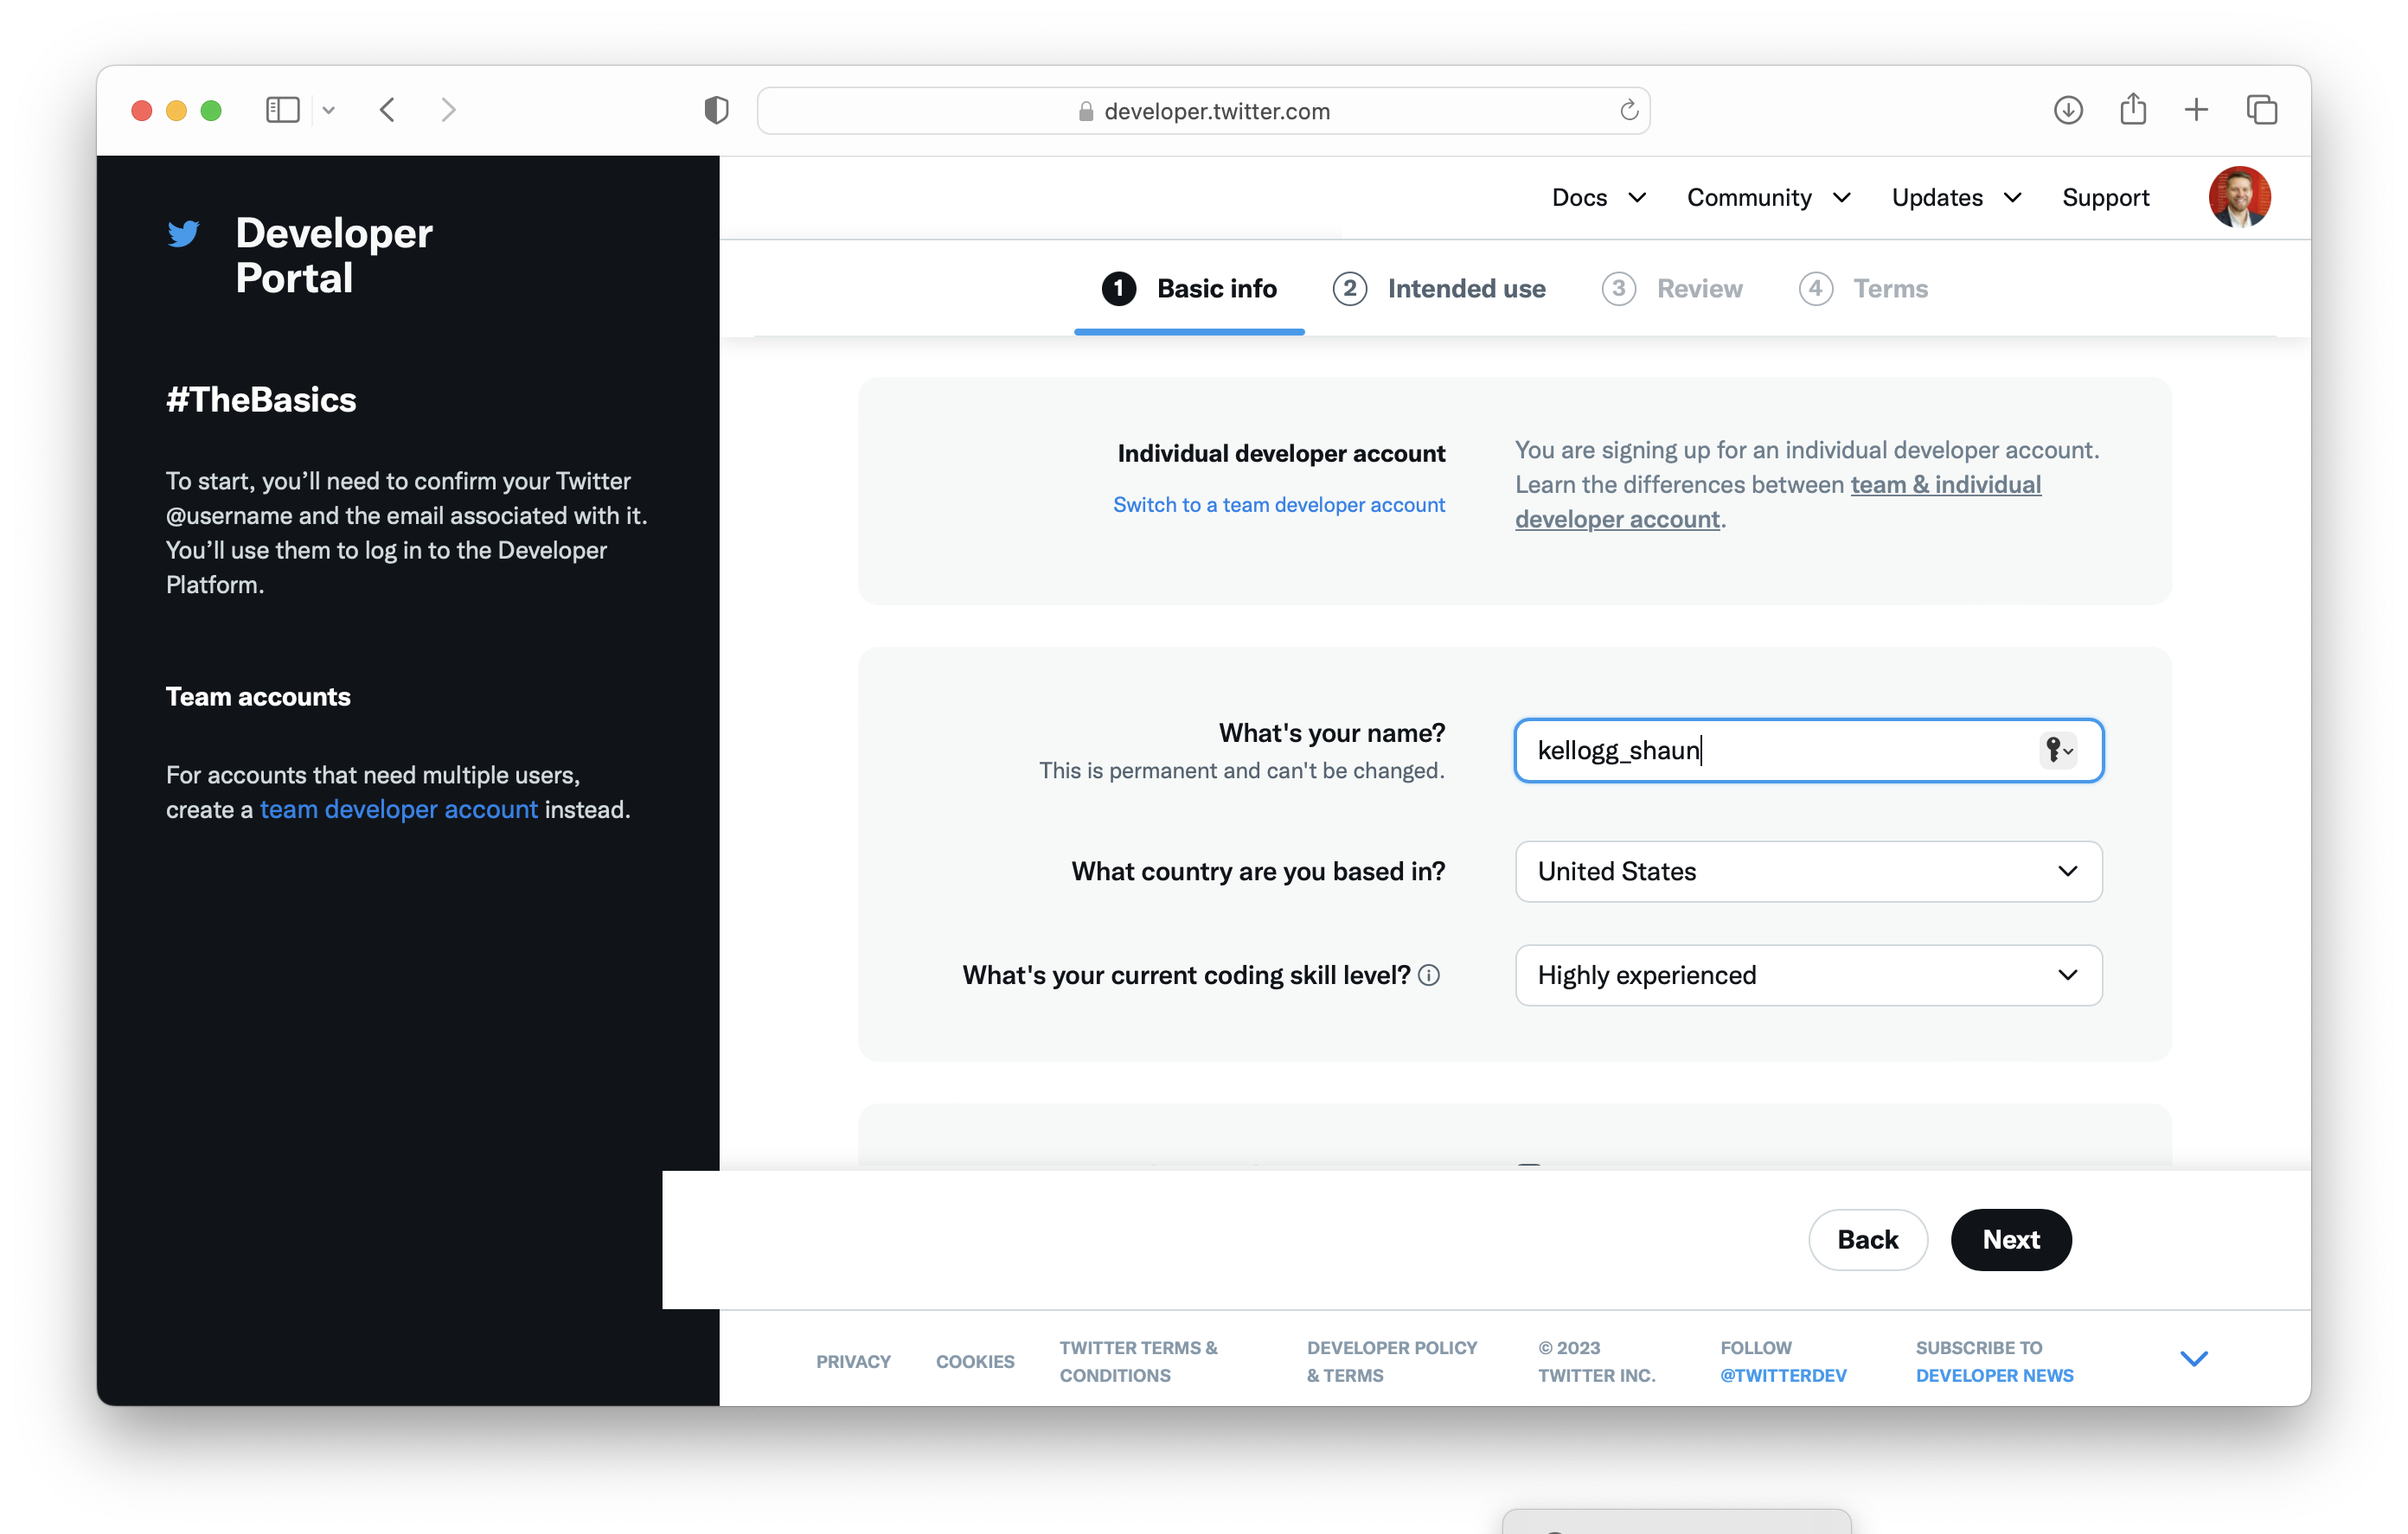 developer.twitter.com
Developer
Portal
#TheBasics
To start, you’ll need to confirm your Twitter
@username and the email associated with it.
You’ll use them to log in to the Developer
Platform.
Team accounts
For accounts that need multiple users,
create a team developer account instead.
Docs Community Updates Support
1 Basic info 2 Intended use 3 Review 4 Terms
Individual developer account
Switch to a team developer account
You are signing up for an individual developer account.
Learn the differences between team & individual
developer account.
What's your name?
This is permanent and can't be changed.
kellogg_shaun
What country are you based in?
United States
What's your current coding skill level?
Highly experienced
Back Next
PRIVACY
COOKIES
TWITTER TERMS &
CONDITIONS
DEVELOPER POLICY
& TERMS
© 2023
TWITTER INC.
FOLLOW
@TWITTERDEV
SUBSCRIBE TO
DEVELOPER NEWS